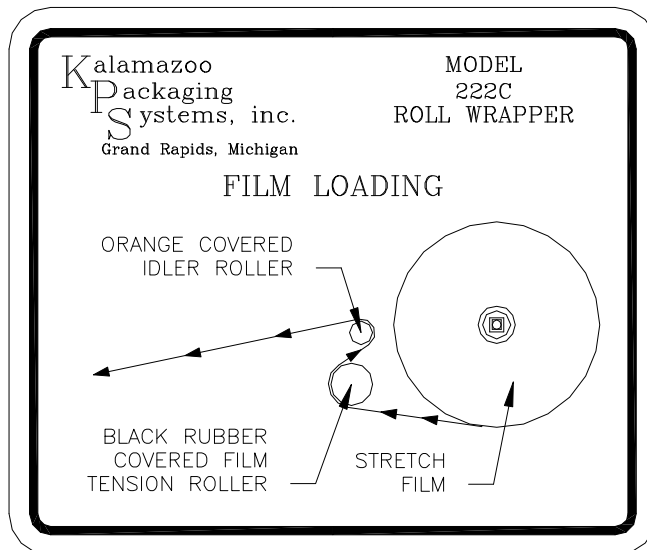 Kalamazoo
Packaging
Systems, inc.
Grand Rapids, Michigan
MODEL
222C
ROLL WRAPPER
FILM LOADING
ORANGE COVERED
IDLER ROLLER
BLACK RUBBER
COVERED FILM
TENSION ROLLER
STRETCH
FILM